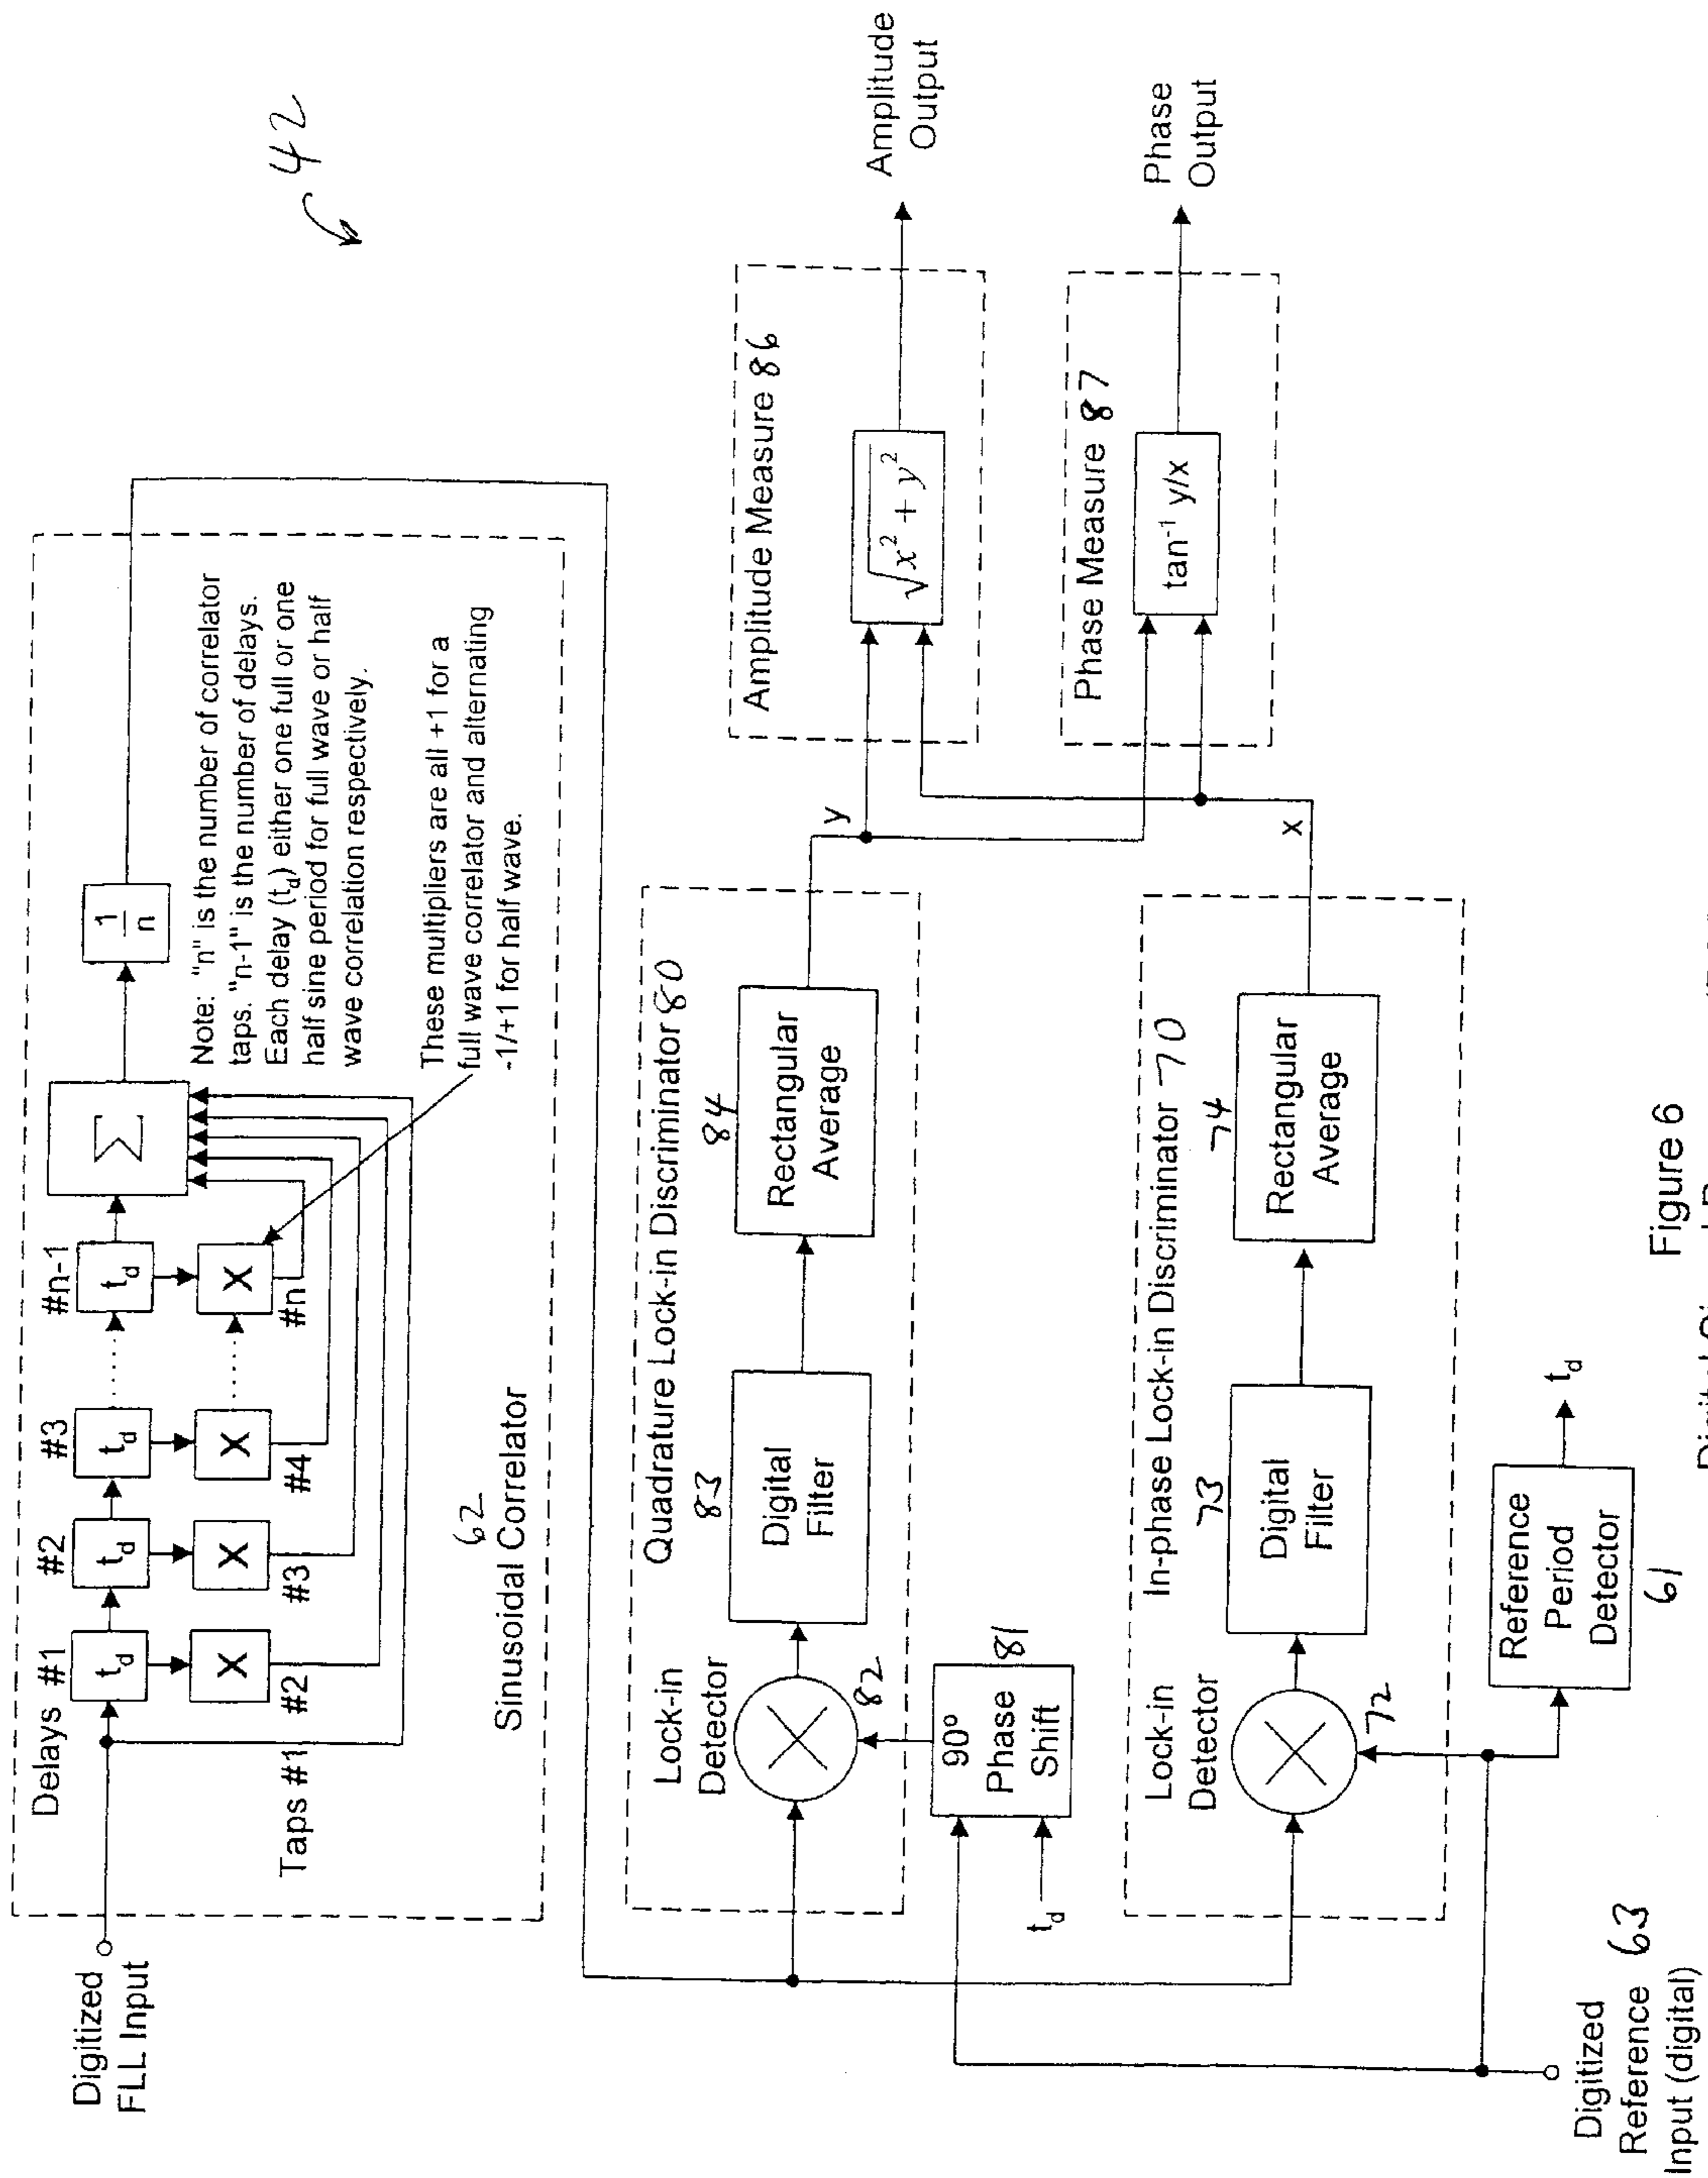 42
Digitized
FLL Input
Delays #1 #2 #3 #n-1
t_d t_d t_d t_d
X X X X
Taps #1 #2 #3 #4 #n
Σ
1/n
Note: "n" is the number of correlator
taps. "n-1" is the number of delays.
Each delay (t_d) either one full or one
half sine period for full wave or half
wave correlation respectively.
These multipliers are all +1 for a
full wave correlator and alternating
-1/+1 for half wave.
62
Sinusoidal Correlator
Quadrature Lock-in Discriminator 80
Lock-in
Detector
82
83
Digital
Filter
84
Rectangular
Average
y
90°
Phase
Shift
81
t_d
Amplitude Measure 86
√x² + y²
Amplitude
Output
In-phase Lock-in Discriminator 70
Lock-in
Detector
72
73
Digital
Filter
74
Rectangular
Average
x
Phase Measure 87
tan⁻¹ y/x
Phase
Output
Reference
Period
Detector
61
t_d
Digitized
Reference 63
Input (digital)
Figure 6